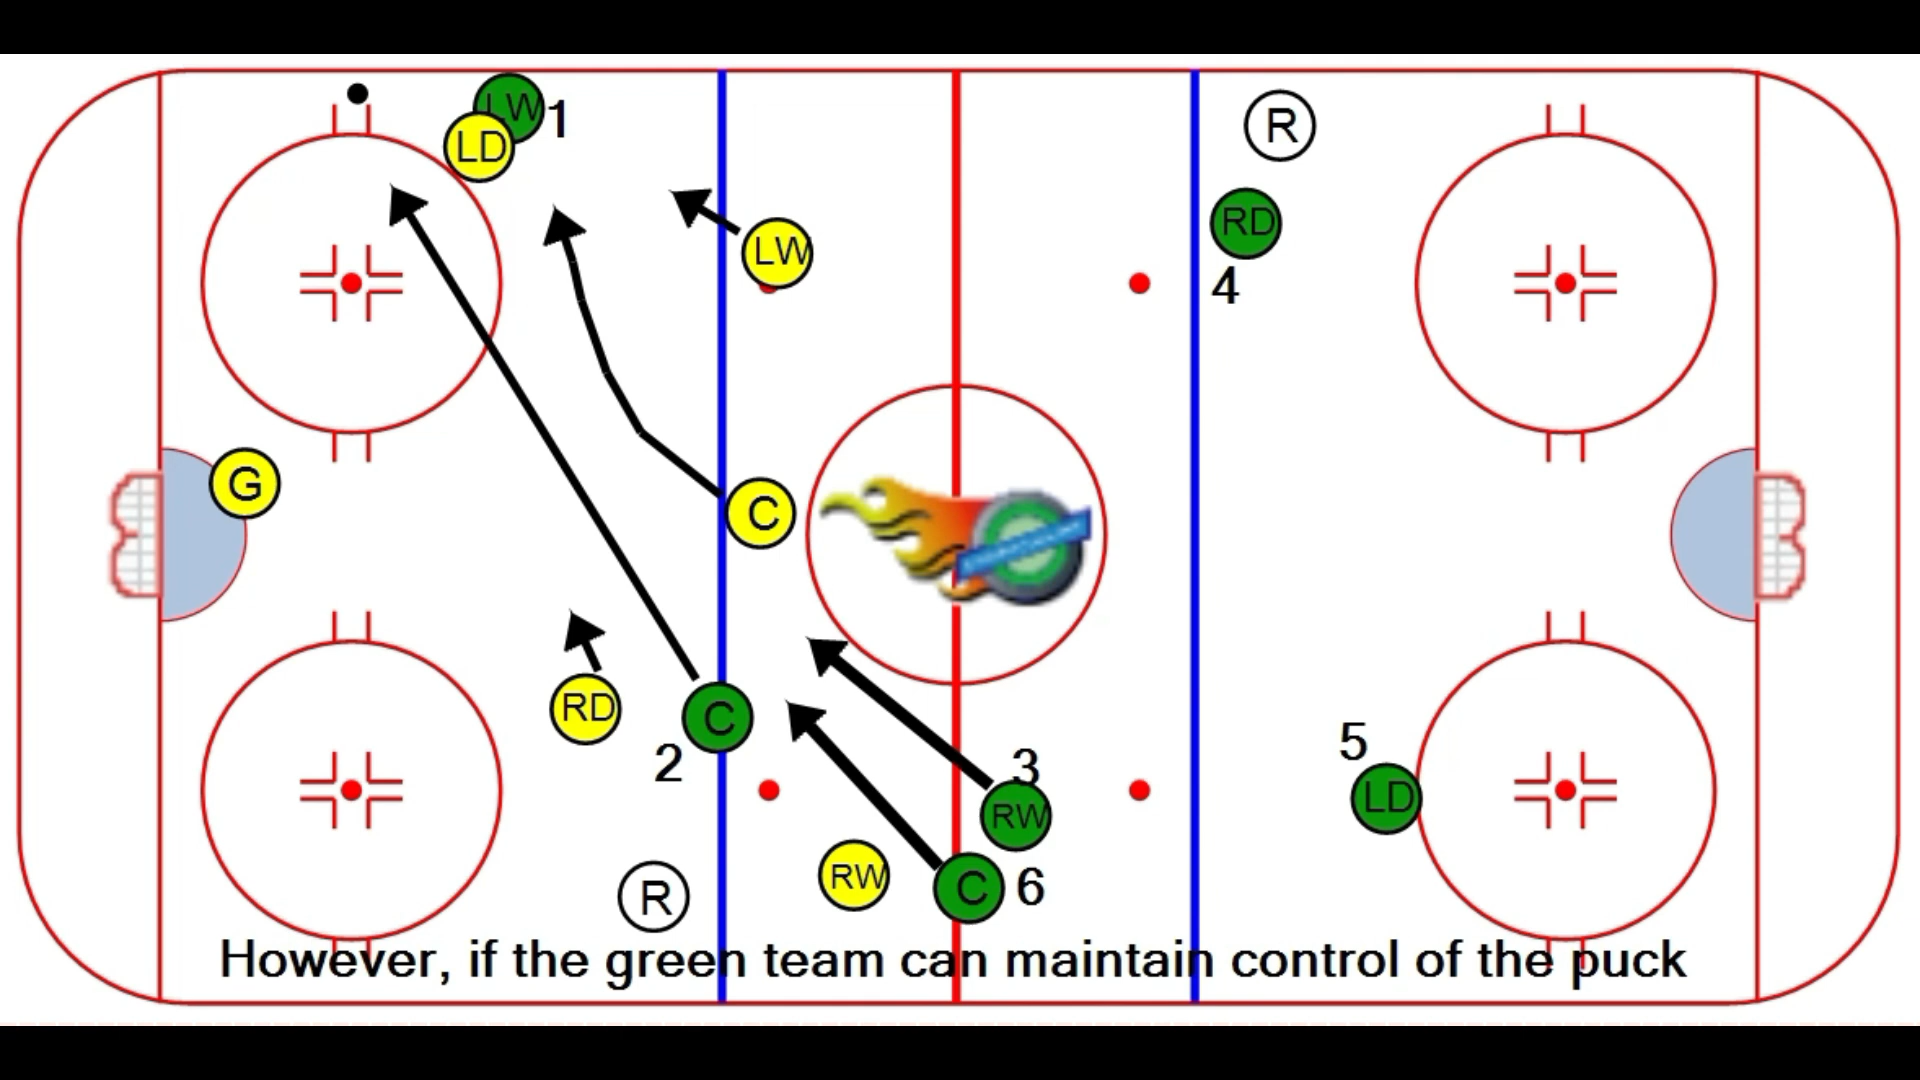 LW 1
LD
R
RD
4
LW
G
C
RD
C
2
3
RW
5
LD
RW
C 6
R
However, if the green team can maintain control of the puck